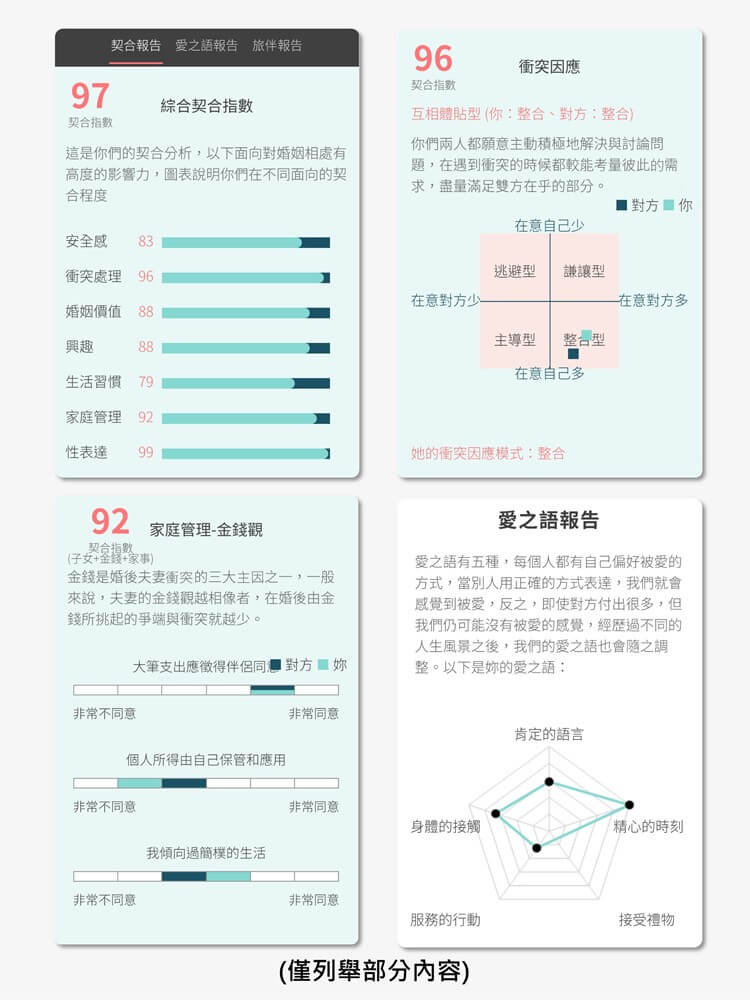 契合報告 愛之語報告 旅伴報告
97
契合指數
綜合契合指數
這是你們的契合分析，以下面向對婚姻相處有
高度的影響力，圖表說明你們在不同面向的契
合程度
安全感 83
衝突處理 96
婚姻價值 88
興趣 88
生活習慣 79
家庭管理 92
性表達 99
96
契合指數
衝突因應
互相體貼型 (你：整合、對方：整合)
你們兩人都願意主動積極地解決與討論問
題，在遇到衝突的時候都較能考量彼此的需
求，盡量滿足雙方在乎的部分。
對方 你
在意自己少
逃避型 謙讓型
在意對方少 在意對方多
主導型 整合型
在意自己多
她的衝突因應模式：整合
92
契合指數
家庭管理-金錢觀
(子女+金錢+家事)
金錢是婚後夫妻衝突的三大主因之一，一般
來說，夫妻的金錢觀越相像者，在婚後由金
錢所挑起的爭端與衝突就越少。
大筆支出應徵得伴侶同意 對方 妳
非常不同意 非常同意
個人所得由自己保管和應用
非常不同意 非常同意
我傾向過簡樸的生活
非常不同意 非常同意
愛之語報告
愛之語有五種，每個人都有自己偏好被愛的
方式，當別人用正確的方式表達，我們就會
感覺到被愛，反之，即使對方付出很多，但
我們仍可能沒有被愛的感覺，經歷過不同的
人生風景之後，我們的愛之語也會隨之調
整。以下是妳的愛之語：
肯定的語言
身體的接觸 精心的時刻
服務的行動 接受禮物
(僅列舉部分內容)